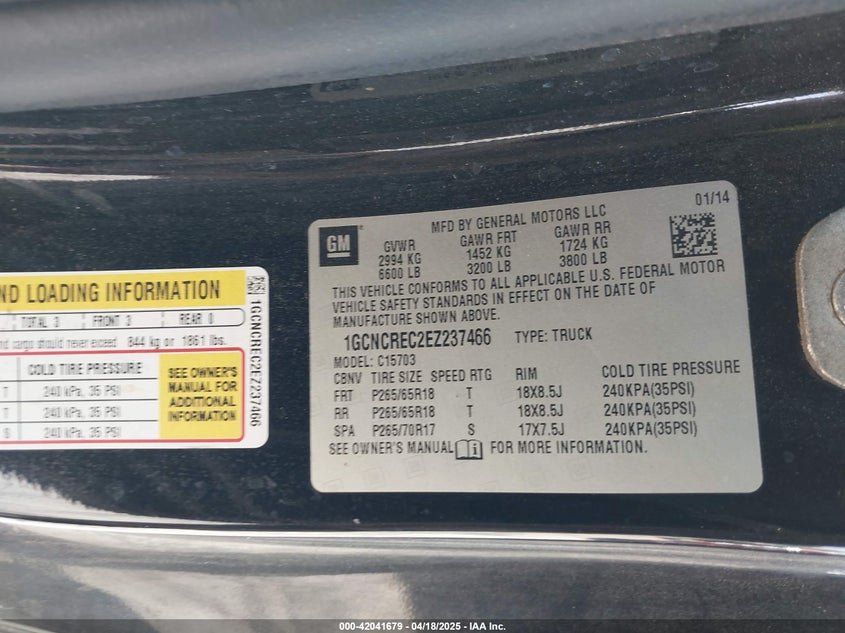 ND LOADING INFORMATION
TOTAL 3 FRONT 3 REAR 0
and cargo should never exceed 844 kg or 1861 lbs.
COLD TIRE PRESSURE
T 240 kPa, 35 PSI
T 240 kPa, 35 PSI
S 240 kPa, 35 PSI
SEE OWNER'S
MANUAL FOR
ADDITIONAL
INFORMATION
1GCNCREC2EZ237466
GM
01/14
MFD BY GENERAL MOTORS LLC
GVWR GAWR FRT GAWR RR
2994 KG 1452 KG 1724 KG
6600 LB 3200 LB 3800 LB
THIS VEHICLE CONFORMS TO ALL APPLICABLE U.S. FEDERAL MOTOR
VEHICLE SAFETY STANDARDS IN EFFECT ON THE DATE OF
MANUFACTURE SHOWN ABOVE.
1GCNCREC2EZ237466 TYPE: TRUCK
MODEL: C15703
C8NV TIRE SIZE SPEED RTG RIM COLD TIRE PRESSURE
FRT P265/65R18 T 18X8.5J 240KPA(35PSI)
RR P265/65R18 T 18X8.5J 240KPA(35PSI)
SPA P265/70R17 S 17X7.5J 240KPA(35PSI)
SEE OWNER'S MANUAL FOR MORE INFORMATION.
000-42041679 04/18/2025 - IAA Inc.